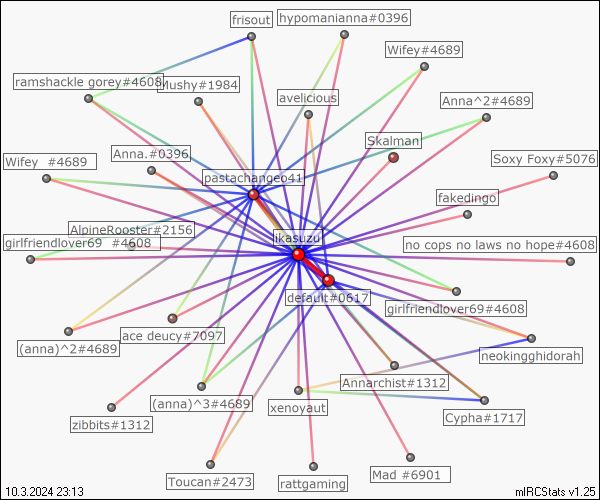 frisout
hypomanianna#0396
Wifey#4689
ramshackle gorey#4608
Mushy#1984
avelicious
Anna^2#4689
Skalman
Wifey  #4689
Anna.#0396
Soxy Foxy#5076
pastachangeo41
fakedingo
AlpineRooster#2156
girlfriendlover69  #4608
ikasuzu
no cops no laws no hope#4608
default#0617
girlfriendlover69#4608
(anna)^2#4689
ace deucy#7097
neokingghidorah
Annarchist#1312
(anna)^3#4689
xenoyaut
Cypha#1717
zibbits#1312
Toucan#2473
rattgaming
Mad #6901
10.3.2024 23:13
mIRCStats v1.25